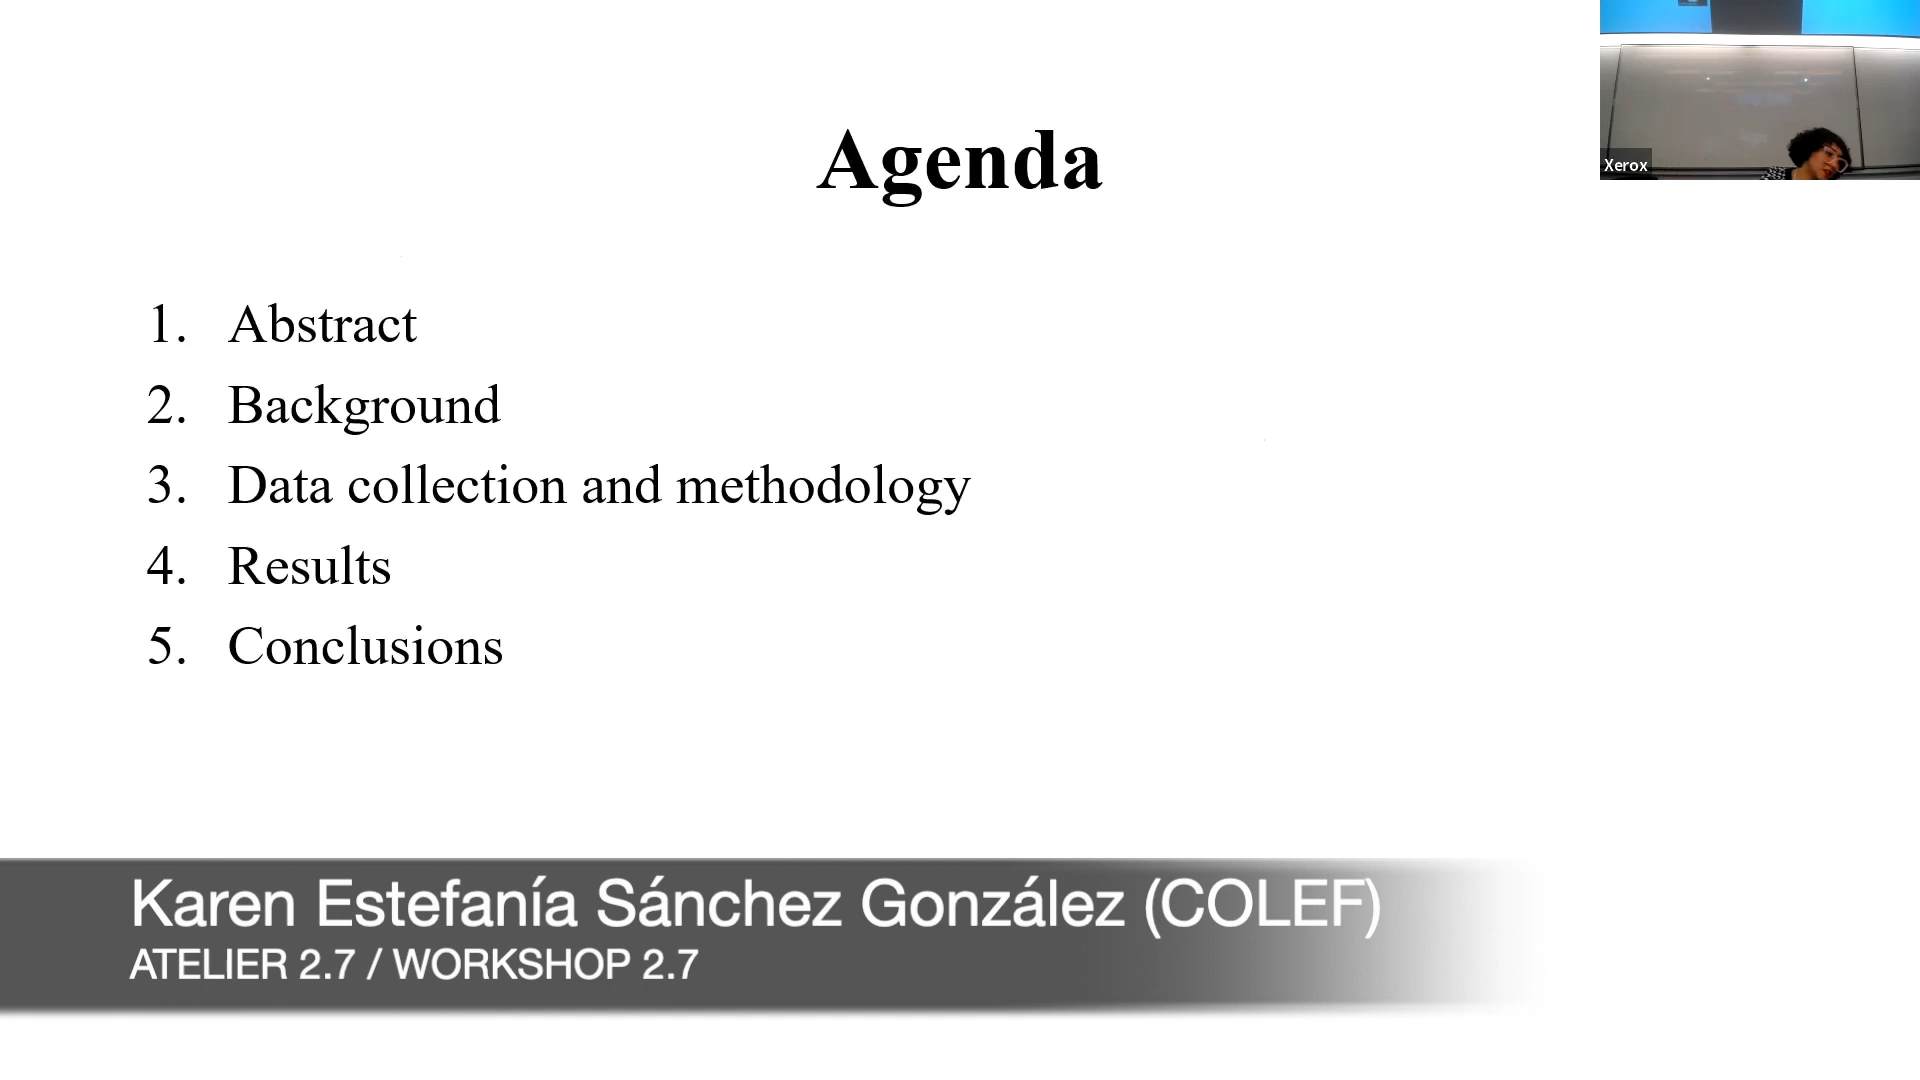 Agenda
Xerox
1. Abstract
2. Background
3. Data collection and methodology
4. Results
5. Conclusions
Karen Estefanía Sánchez González (COLEF)
ATELIER 2.7 / WORKSHOP 2.7